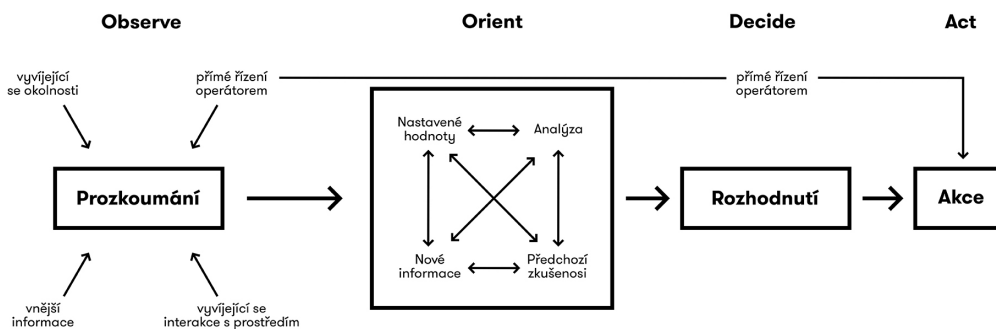 Observe
Orient
Decide
Act
vyvíjející
se okolnosti
přímé řízení
operátorem
přímé řízení
operátorem
Nastavené
hodnoty
Analýza
Prozkoumání
Rozhodnutí
Akce
Nové
informace
Předchozí
zkušenosi
vnější
informace
vyvíjející se
interakce s prostředím